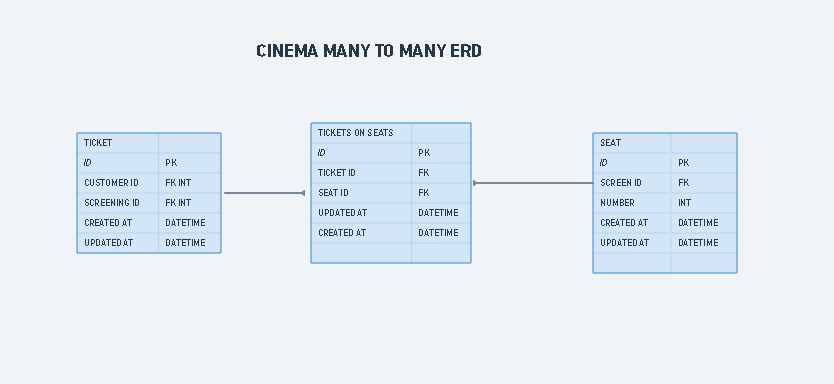 CINEMA MANY TO MANY ERD
TICKET
ID PK
CUSTOMER ID FK INT
SCREENING ID FK INT
CREATED AT DATETIME
UPDATED AT DATETIME
TICKETS ON SEATS
ID PK
TICKET ID FK
SEAT ID FK
UPDATED AT DATETIME
CREATED AT DATETIME
SEAT
ID PK
SCREEN ID FK
NUMBER INT
CREATED AT DATETIME
UPDATED AT DATETIME